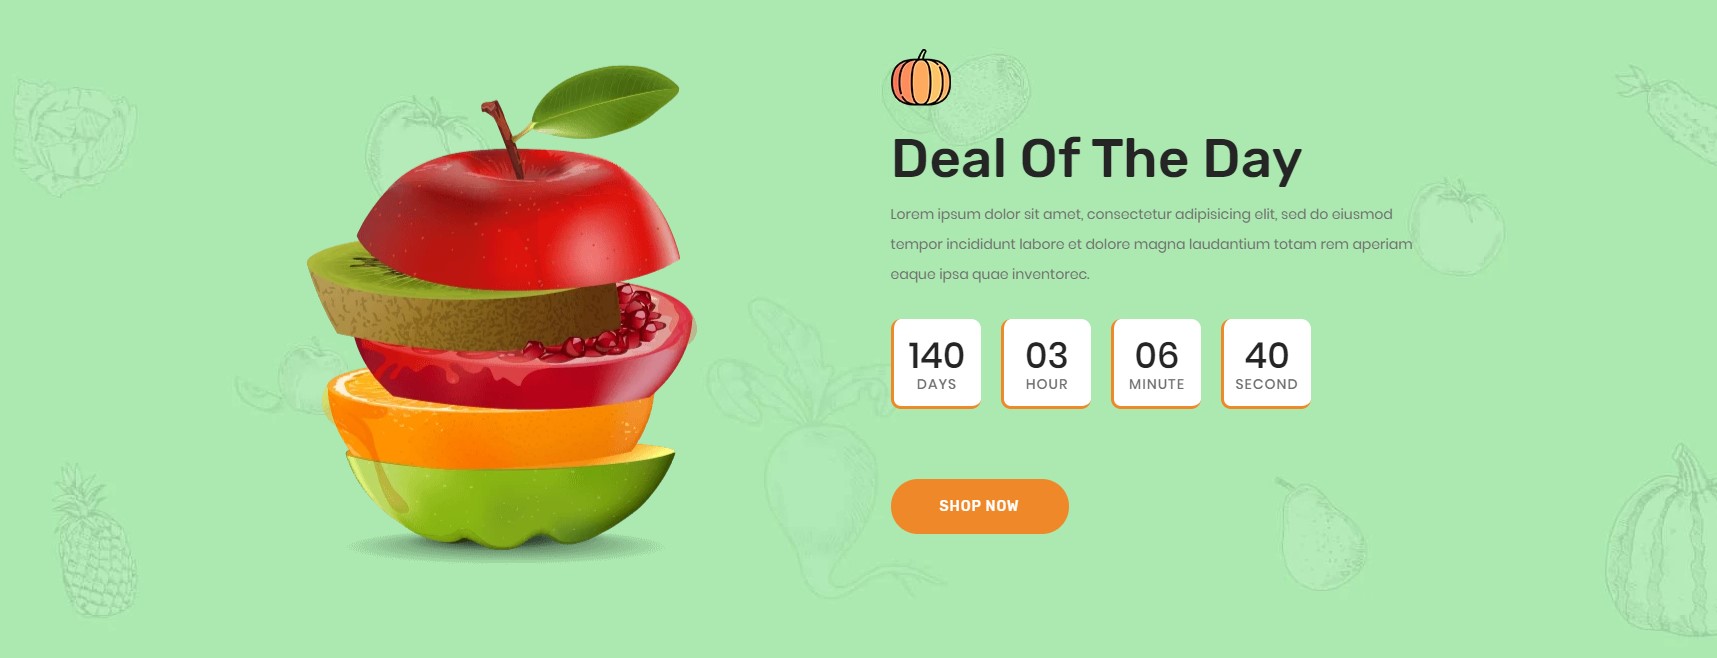 Deal Of The Day
Lorem ipsum dolor sit amet, consectetur adipisicing elit, sed do eiusmod
tempor incididunt labore et dolore magna laudantium totam rem aperiam
eaque ipsa quae inventorec.
140 03 06 40
DAYS HOUR MINUTE SECOND
SHOP NOW